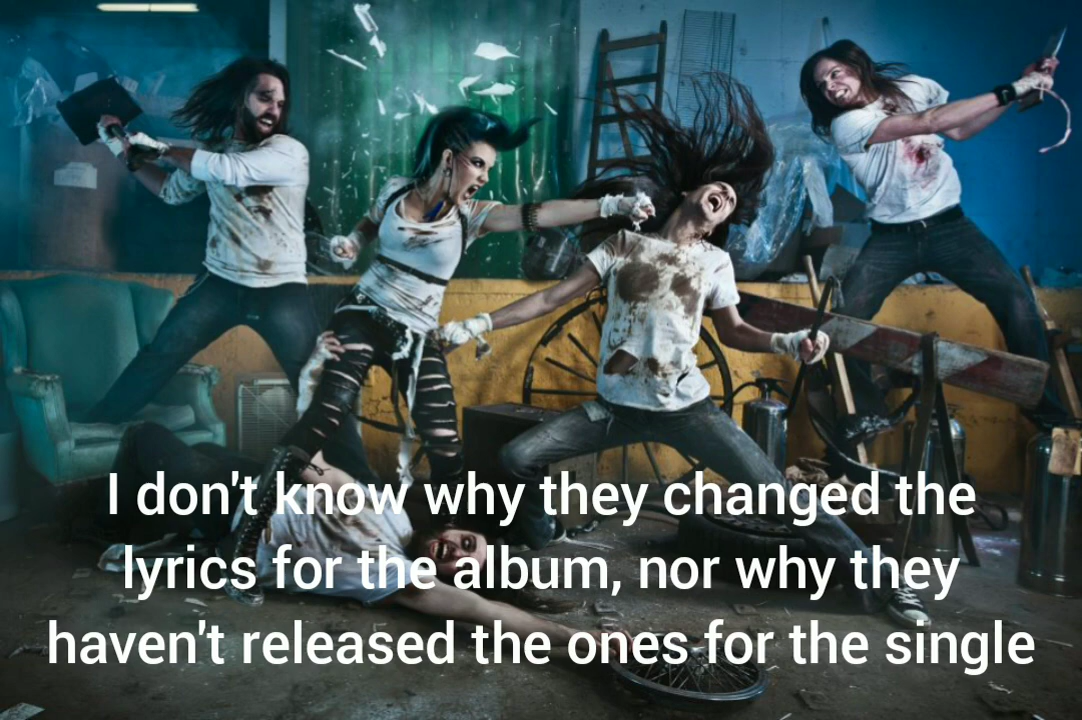 I don't know why they changed the
lyrics for the album, nor why they
haven't released the ones for the single